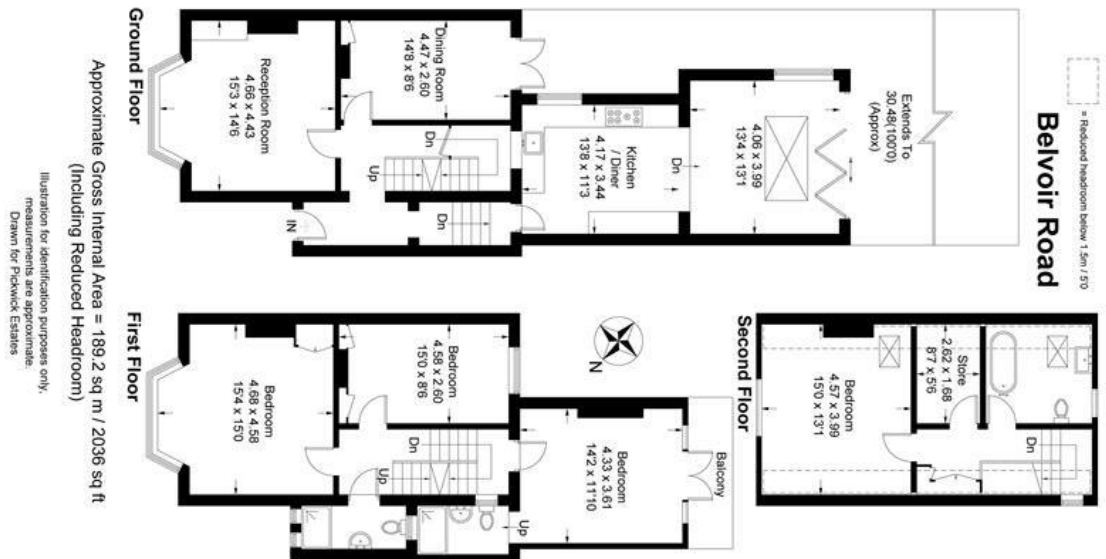 = Reduced headroom below 1.5m / 5'0
Belvoir Road
Extends To
30.48(100'0)
(Approx)
4.06 x 3.99
13'4 x 13'1
Dn
Kitchen
/ Diner
4.17 x 3.44
13'8 x 11'3
Dining Room
4.47 x 2.60
14'8 x 8'6
Dn
Up
Dn
Reception Room
4.66 x 4.43
15'3 x 14'6
IN
Ground Floor
Second Floor
Dn
Store
2.62 x 1.68
8'7 x 5'6
Bedroom
4.57 x 3.99
15'0 x 13'1
N
Balcony
Bedroom
4.33 x 3.61
14'2 x 11'10
Up
Bedroom
4.58 x 2.60
15'0 x 8'6
Dn
Up
Bedroom
4.68 x 4.58
15'4 x 15'0
First Floor
Approximate Gross Internal Area = 189.2 sq m / 2036 sq ft
(Including Reduced Headroom)
Illustration for identification purposes only,
measurements are approximate.
Drawn for Pickwick Estates